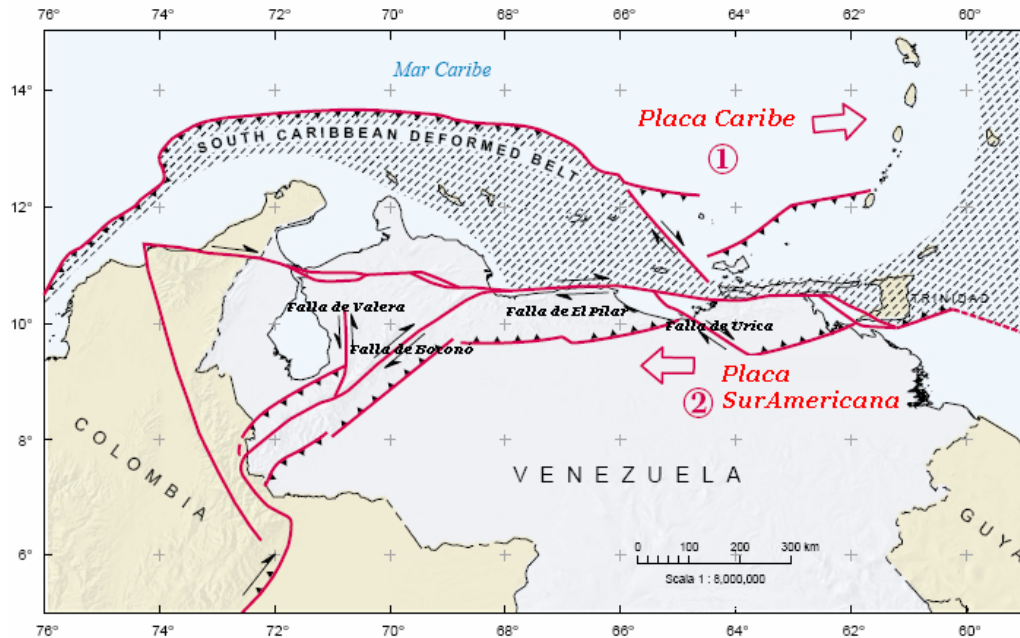 76° 74° 72° 70° 68° 66° 64° 62° 60°
Mar Caribe
14°
Placa Caribe
SOUTH CARIBBEAN DEFORMED BELT
1
12°
Falla de Valera
Falla de El Pilar
TRINIDAD
10°
Falla de Urica
Falla de Bocono
Placa
SurAmericana
2
8°
COLOMBIA
VENEZUELA
GUYA
6°
0 100 200 300 km
Scala 1 : 8,000,000
76° 74° 72° 70° 68° 66° 64° 62° 60°